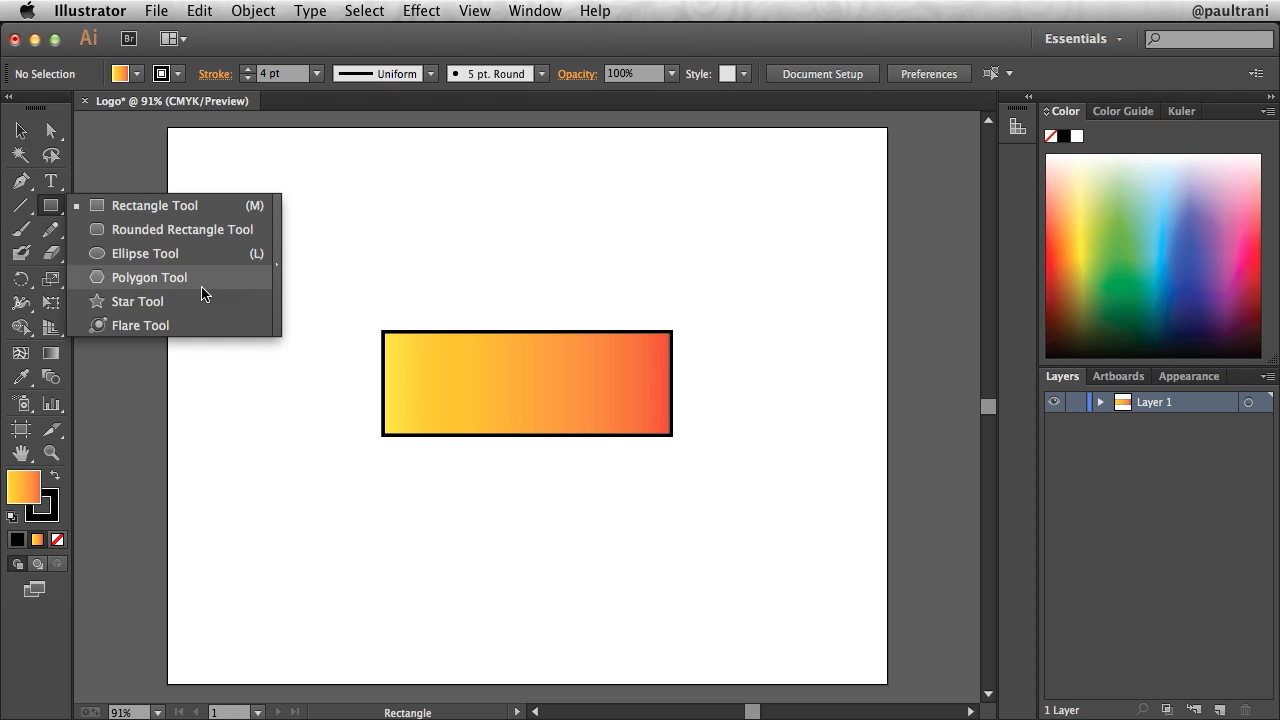 Illustrator File Edit Object Type Select Effect View Window Help @paultrani
Ai Br Essentials
No Selection Stroke: 4 pt Uniform 5 pt. Round Opacity: 100% Style: Document Setup Preferences
× Logo* @ 91% (CMYK/Preview)
Color Color Guide Kuler
T
Rectangle Tool (M)
Rounded Rectangle Tool
Ellipse Tool (L)
Polygon Tool
Star Tool
Flare Tool
Layers Artboards Appearance
Layer 1
91% 1 Rectangle 1 Layer